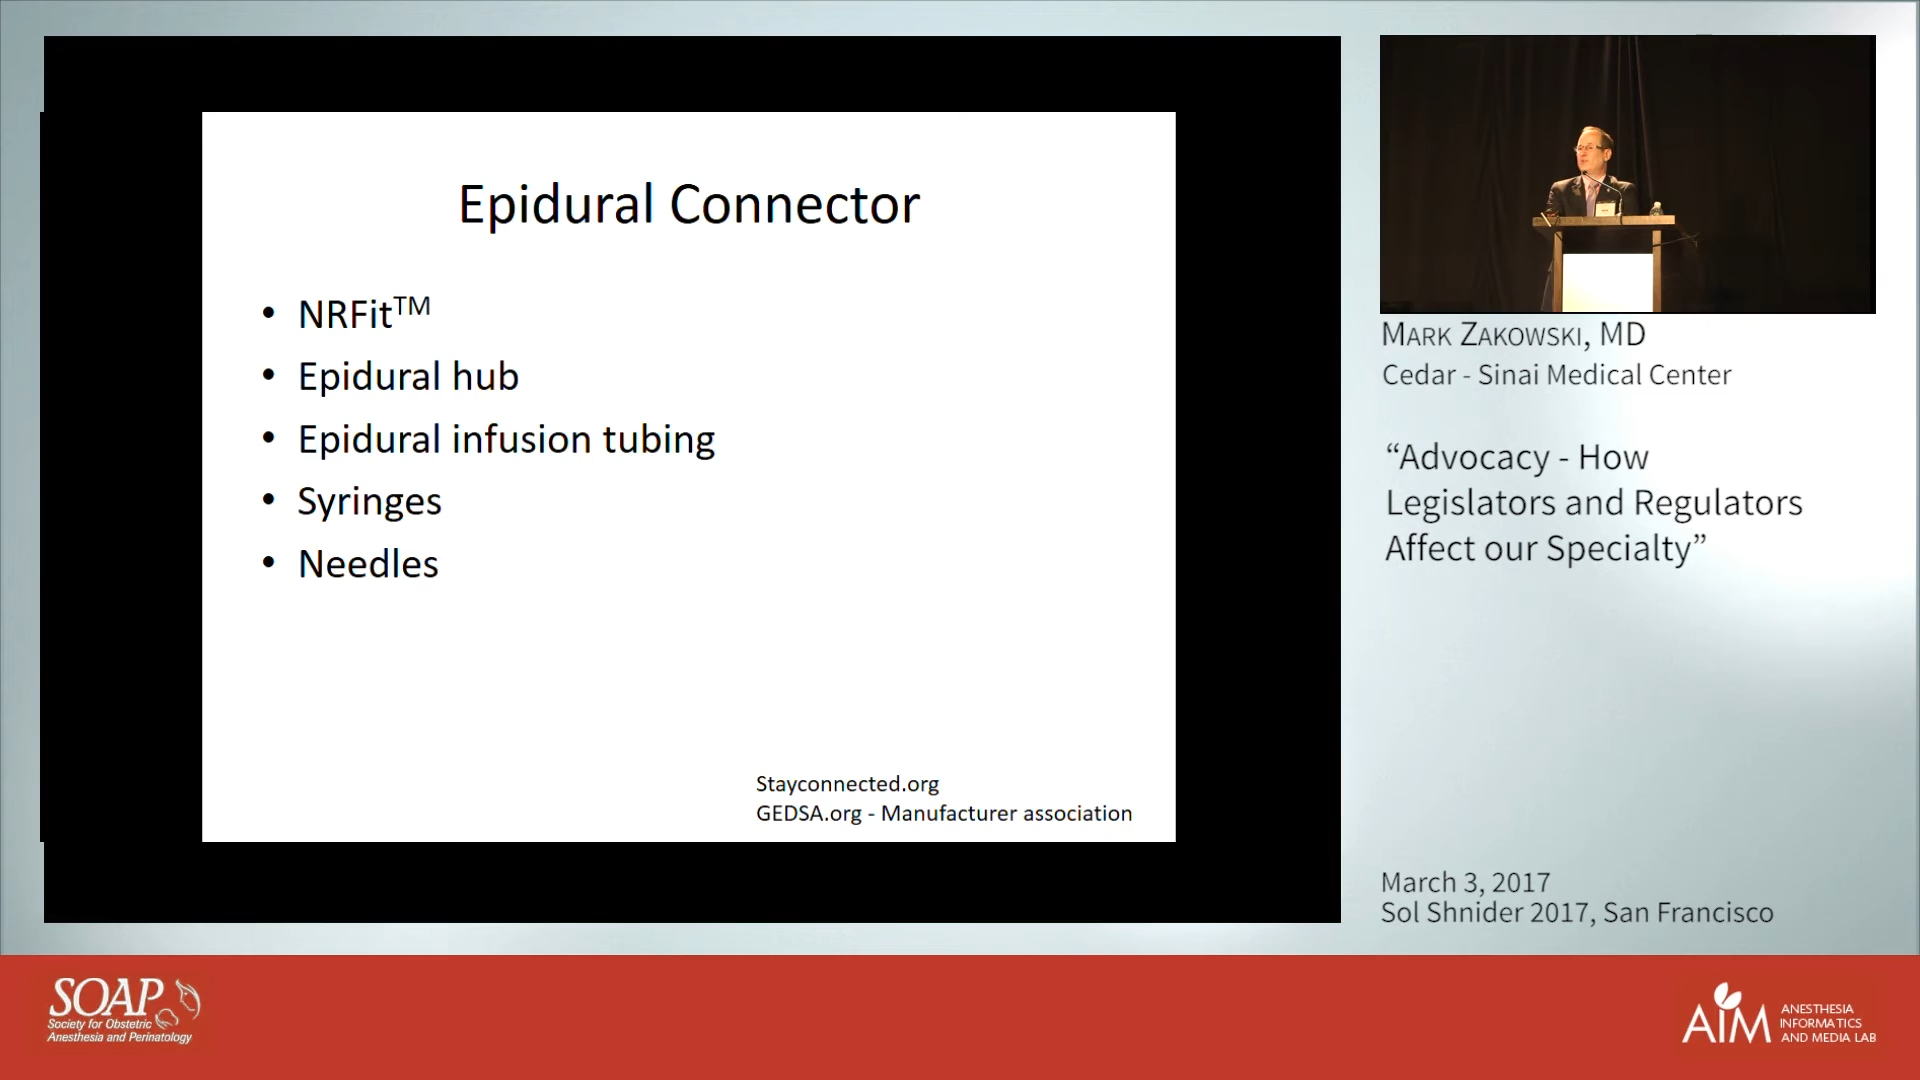 Epidural Connector
• NRFit™
• Epidural hub
• Epidural infusion tubing
• Syringes
• Needles
Stayconnected.org
GEDSA.org - Manufacturer association
MARK ZAKOWSKI, MD
Cedar - Sinai Medical Center
“Advocacy - How
Legislators and Regulators
Affect our Specialty”
March 3, 2017
Sol Shnider 2017, San Francisco
SOAP
Society for Obstetric
Anesthesia and Perinatology
AIM
ANESTHESIA
INFORMATICS
AND MEDIA LAB